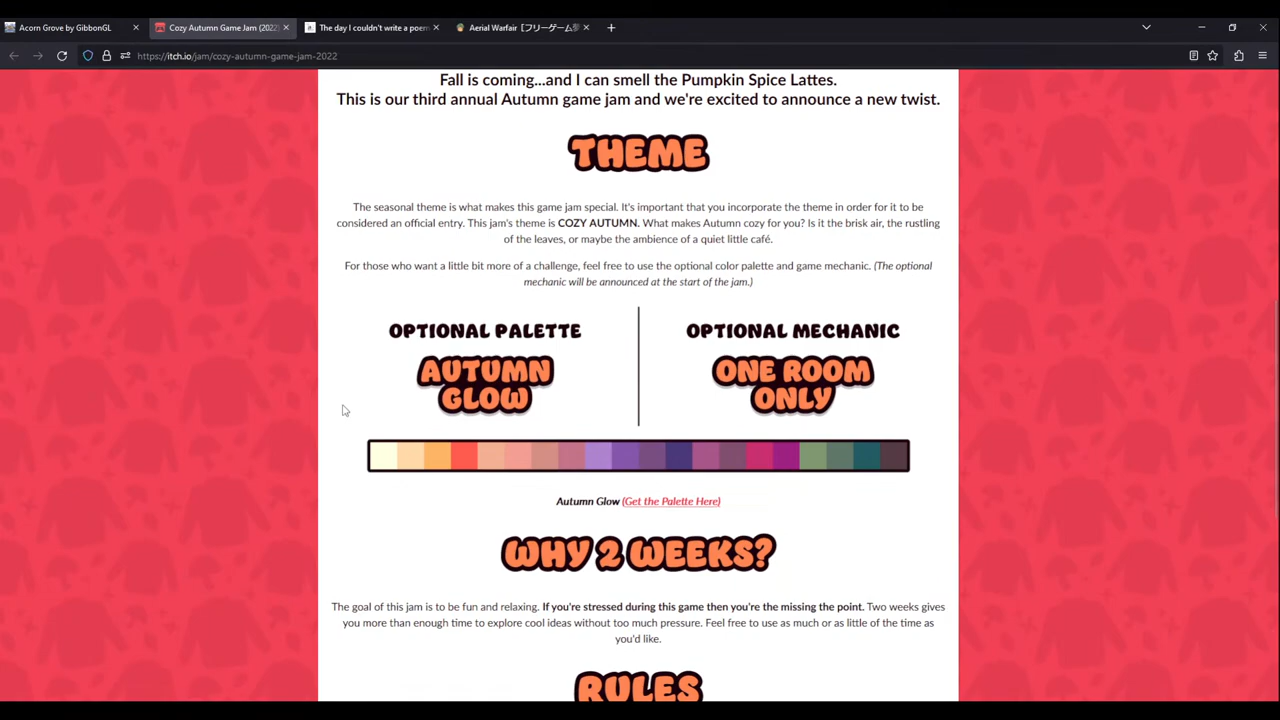 Acorn Grove by GibbonGL
Cozy Autumn Game Jam (2022)
The day I couldn't write a poem
Aerial Warfair [フリーゲーム夢
https://itch.io/jam/cozy-autumn-game-jam-2022
Fall is coming...and I can smell the Pumpkin Spice Lattes.
This is our third annual Autumn game jam and we're excited to announce a new twist.
THEME
The seasonal theme is what makes this game jam special. It's important that you incorporate the theme in order for it to be
considered an official entry. This jam's theme is COZY AUTUMN. What makes Autumn cozy for you? Is it the brisk air, the rustling
of the leaves, or maybe the ambience of a quiet little café.
For those who want a little bit more of a challenge, feel free to use the optional color palette and game mechanic. (The optional
mechanic will be announced at the start of the jam.)
OPTIONAL PALETTE
AUTUMN
GLOW
OPTIONAL MECHANIC
ONE ROOM
ONLY
Autumn Glow (Get the Palette Here)
WHY 2 WEEKS?
The goal of this jam is to be fun and relaxing. If you're stressed during this game then you're the missing the point. Two weeks gives
you more than enough time to explore cool ideas without too much pressure. Feel free to use as much or as little of the time as
you'd like.
RULES